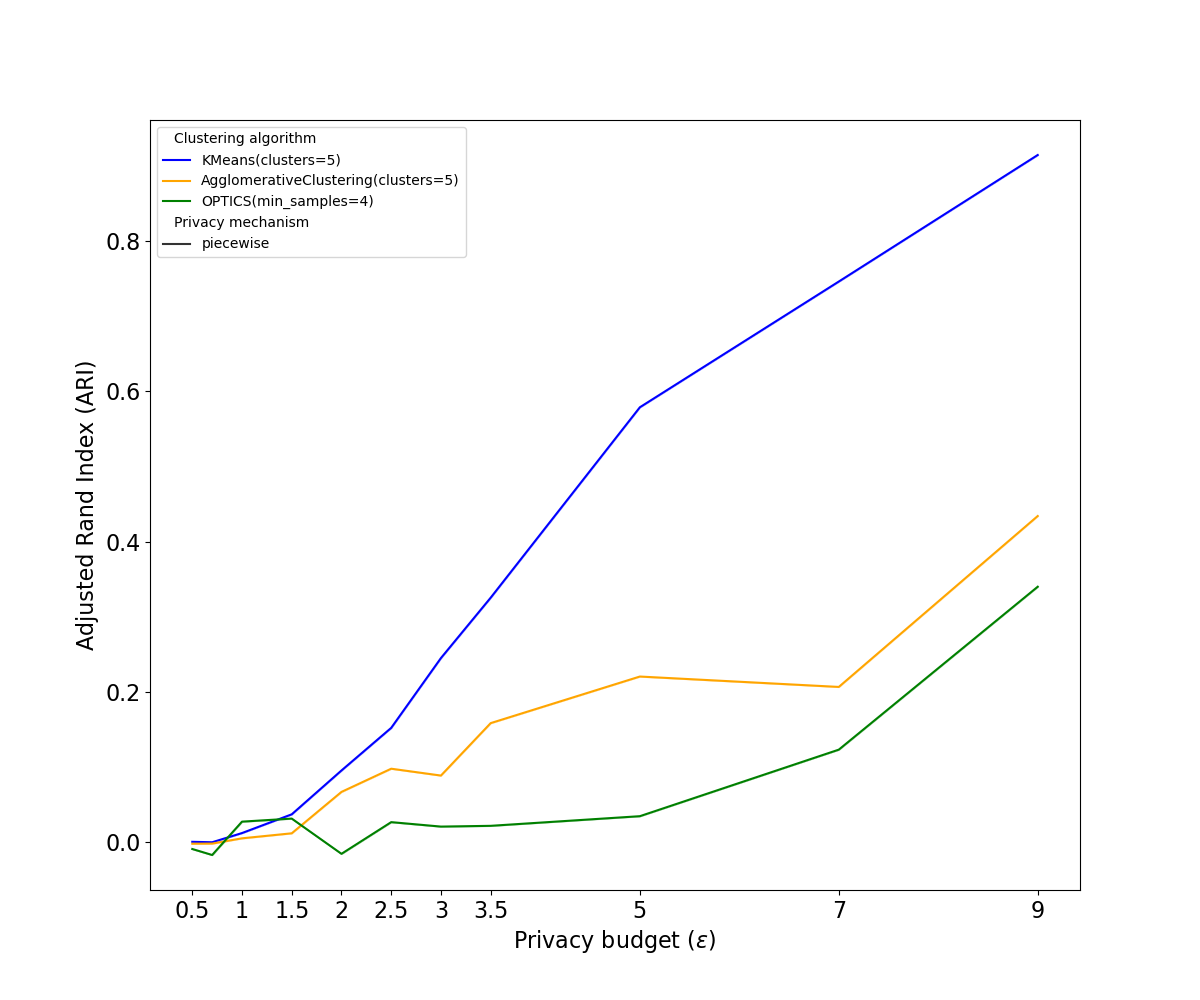 Clustering algorithm
KMeans(clusters=5)
AgglomerativeClustering(clusters=5)
OPTICS(min_samples=4)
Privacy mechanism
piecewise
Adjusted Rand Index (ARI)
0.8
0.6
0.4
0.2
0.0
0.5 1 1.5 2 2.5 3 3.5 5 7 9
Privacy budget (ε)